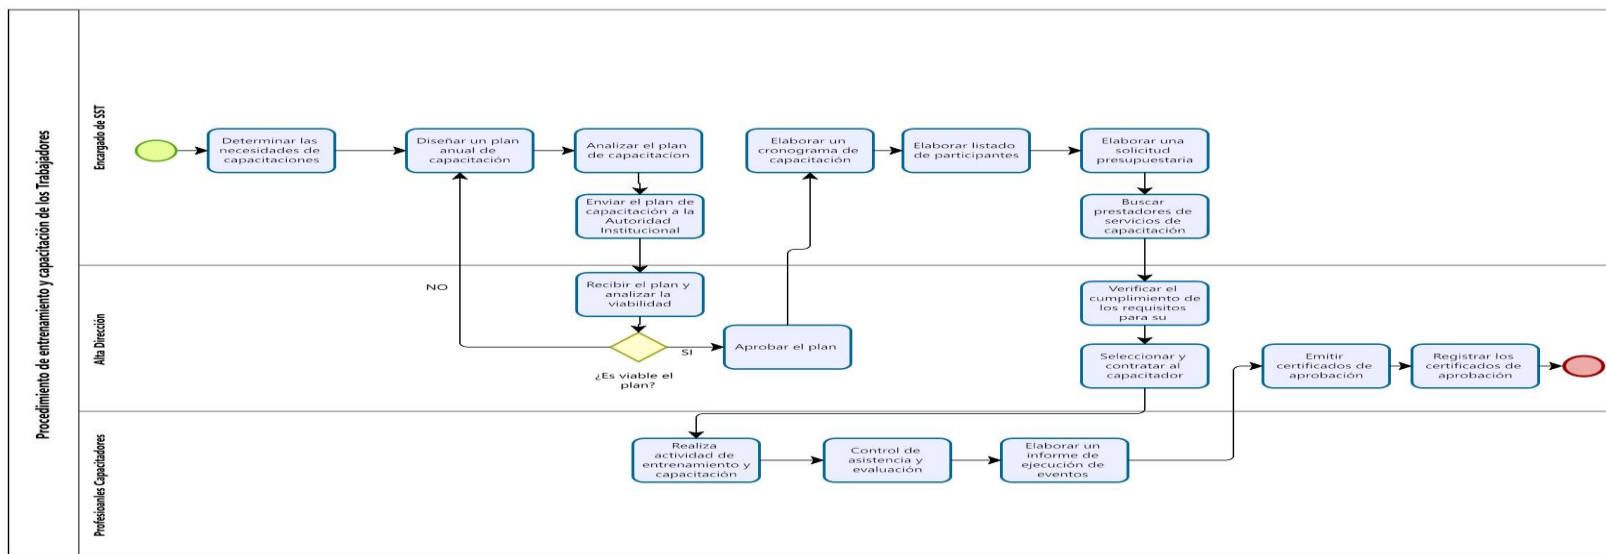 Procedimiento de entrenamiento y capacitación de los Trabajadores
Encargado de SST
Determinar las
necesidades de
capacitaciones
Diseñar un plan
anual de
capacitación
Analizar el plan
de capacitacion
Enviar el plan de
capacitación a la
Autoridad
Institucional
Elaborar un
cronograma de
capacitación
Elaborar listado
de participantes
Elaborar una
solicitud
presupuestaria
Buscar
prestadores de
servicios de
capacitación
Alta Dirección
NO
Recibir el plan y
analizar la
viabilidad
¿Es viable el
plan?
SI
Aprobar el plan
Verificar el
cumplimiento de
los requisitos
para su
Seleccionar y
contratar al
capacitador
Emitir
certificados de
aprobación
Registrar los
certificados de
aprobación
Profesioanles Capacitadores
Realiza
actividad de
entrenamiento y
capacitación
Control de
asistencia y
evaluación
Elaborar un
informe de
ejecución de
eventos